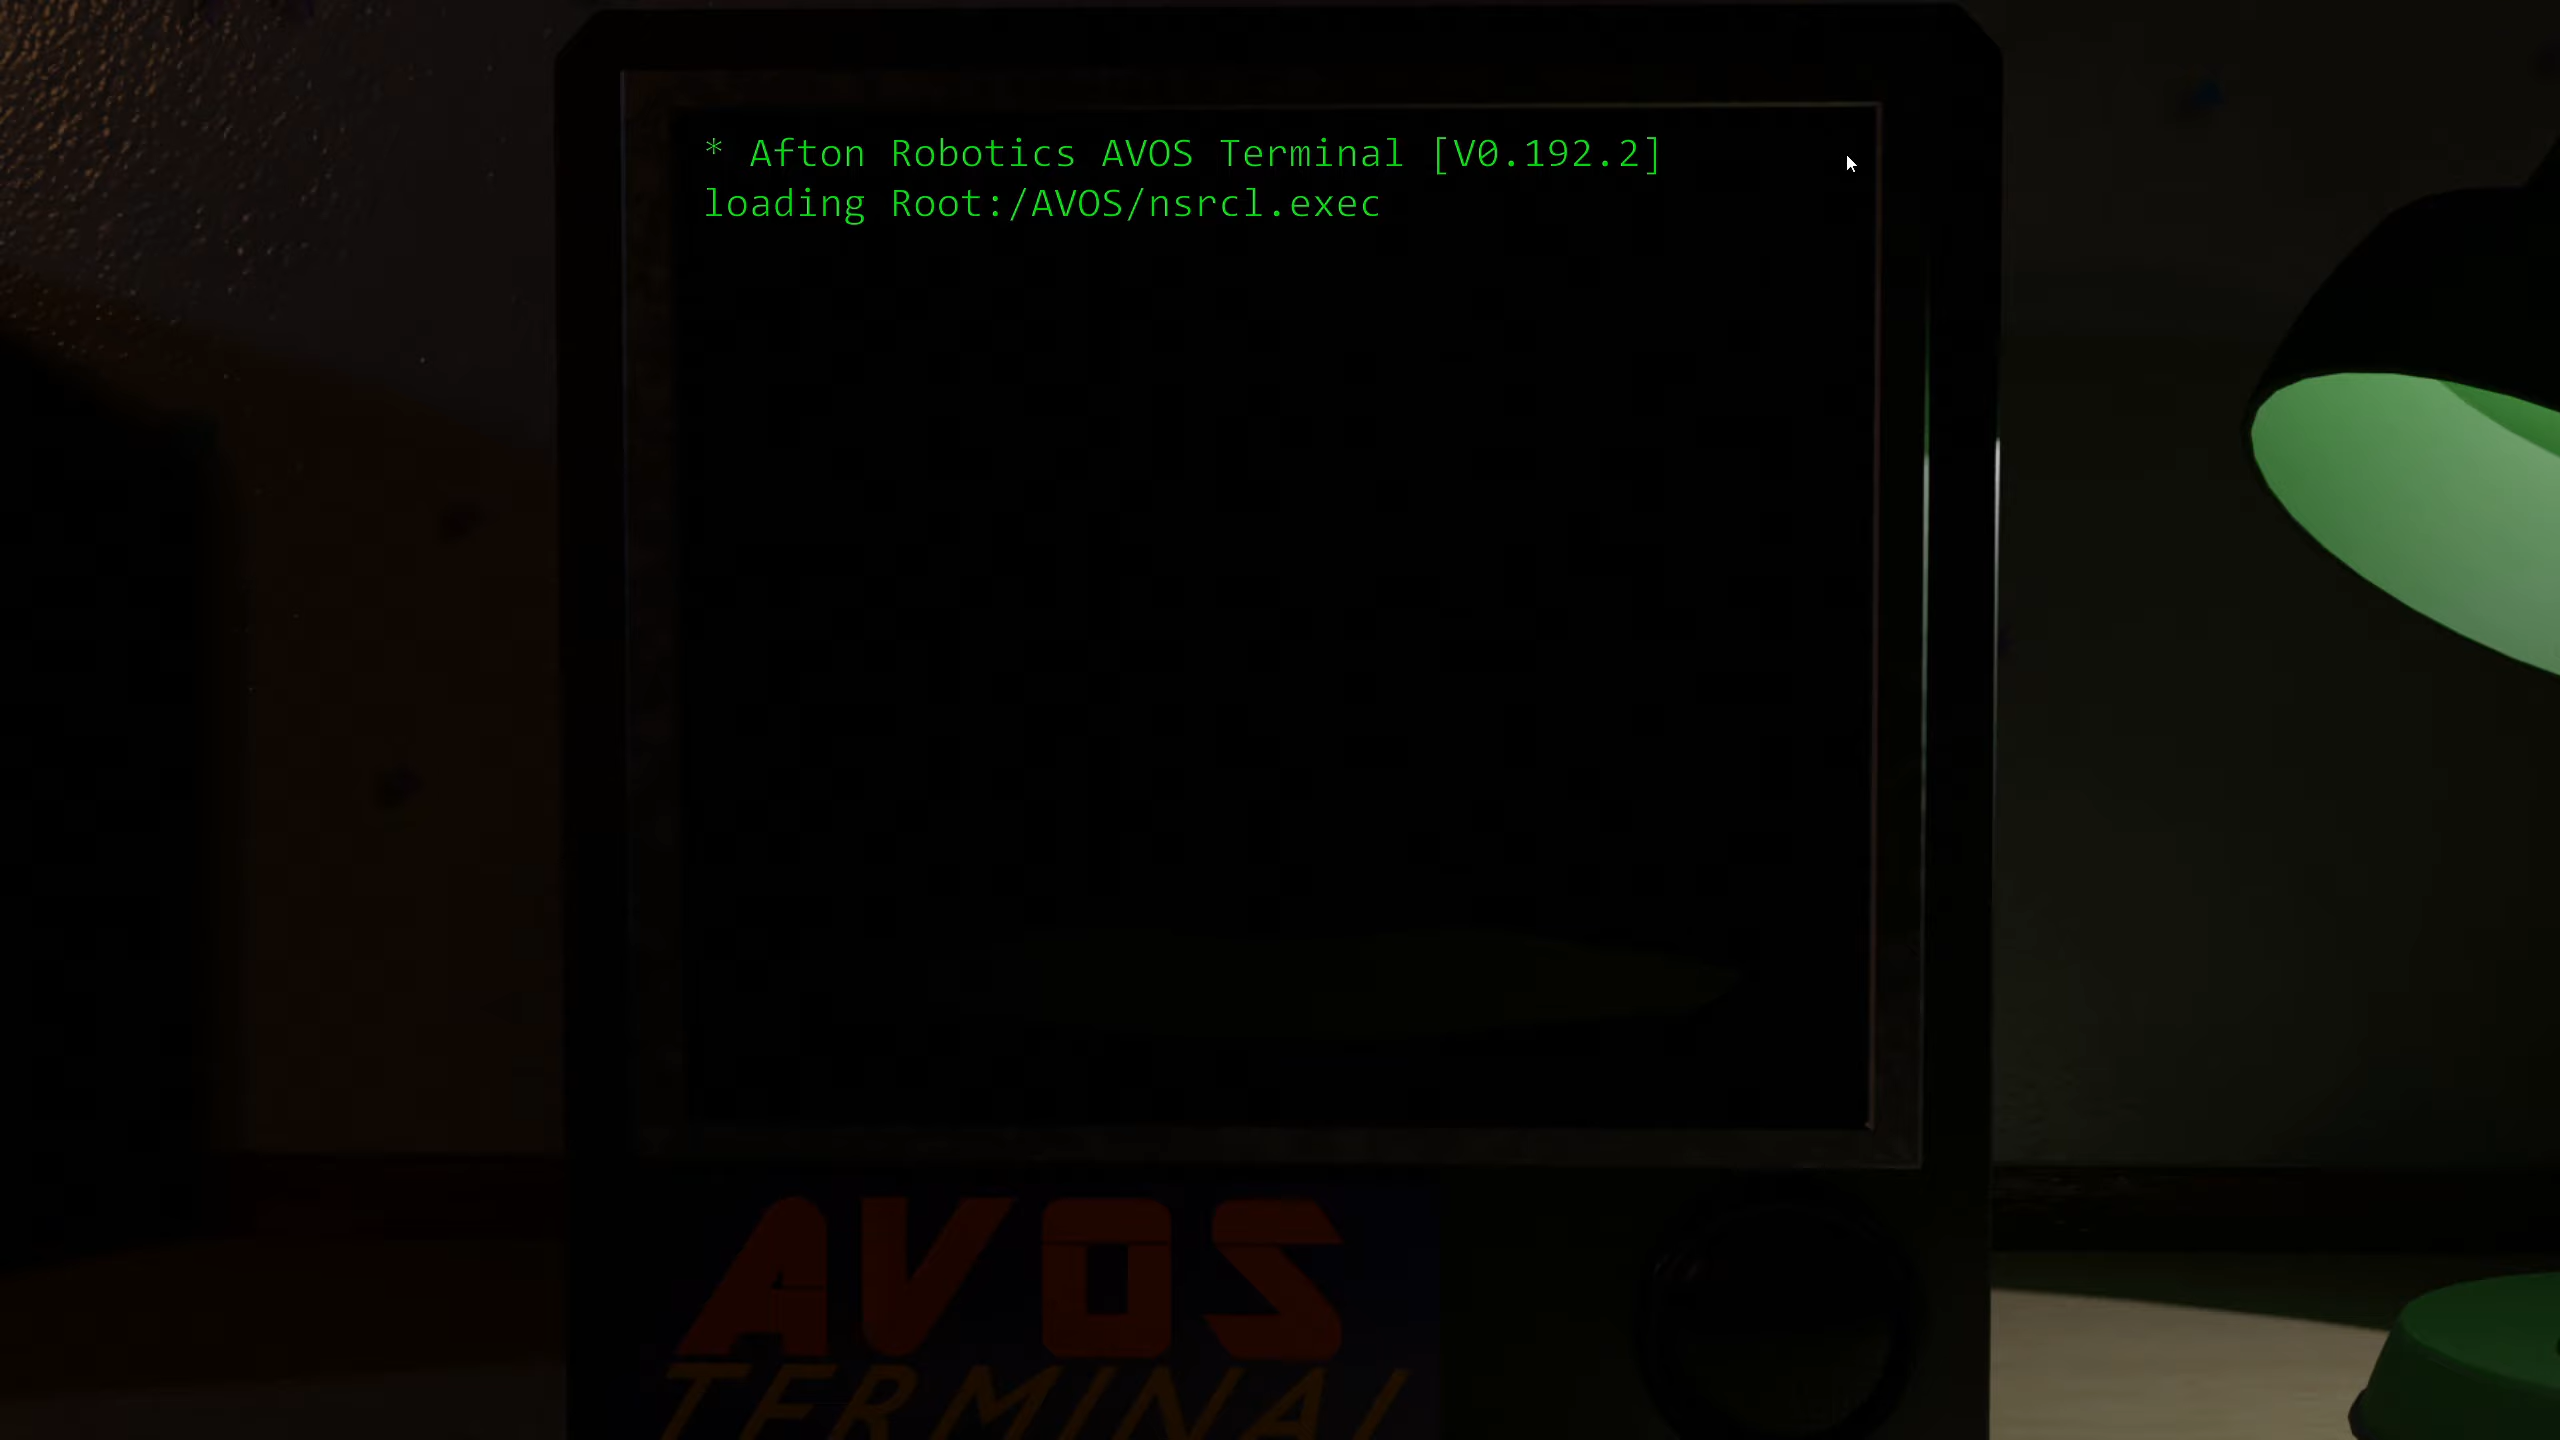 * Afton Robotics AVOS Terminal [V0.192.2]
loading Root:/AVOS/nsrcl.exec
AVOS
TERMINAL